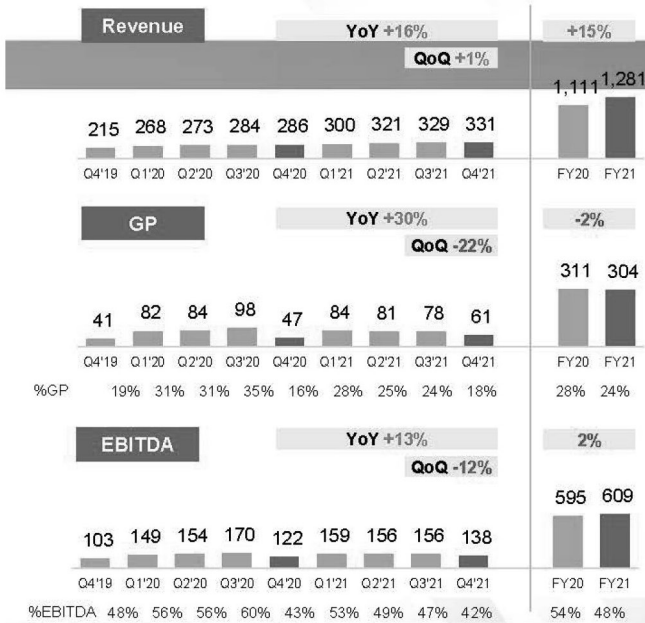 Revenue YoY +16% +15%
QoQ +1%
215 268 273 284 286 300 321 329 331 1,111 1,281
Q4'19 Q1'20 Q2'20 Q3'20 Q4'20 Q1'21 Q2'21 Q3'21 Q4'21 FY20 FY21
GP YoY +30% -2%
QoQ -22%
41 82 84 98 47 84 81 78 61 311 304
Q4'19 Q1'20 Q2'20 Q3'20 Q4'20 Q1'21 Q2'21 Q3'21 Q4'21 FY20 FY21
%GP 19% 31% 31% 35% 16% 28% 25% 24% 18% 28% 24%
EBITDA YoY +13% 2%
QoQ -12%
103 149 154 170 122 159 156 156 138 595 609
Q4'19 Q1'20 Q2'20 Q3'20 Q4'20 Q1'21 Q2'21 Q3'21 Q4'21 FY20 FY21
%EBITDA 48% 56% 56% 60% 43% 53% 49% 47% 42% 54% 48%